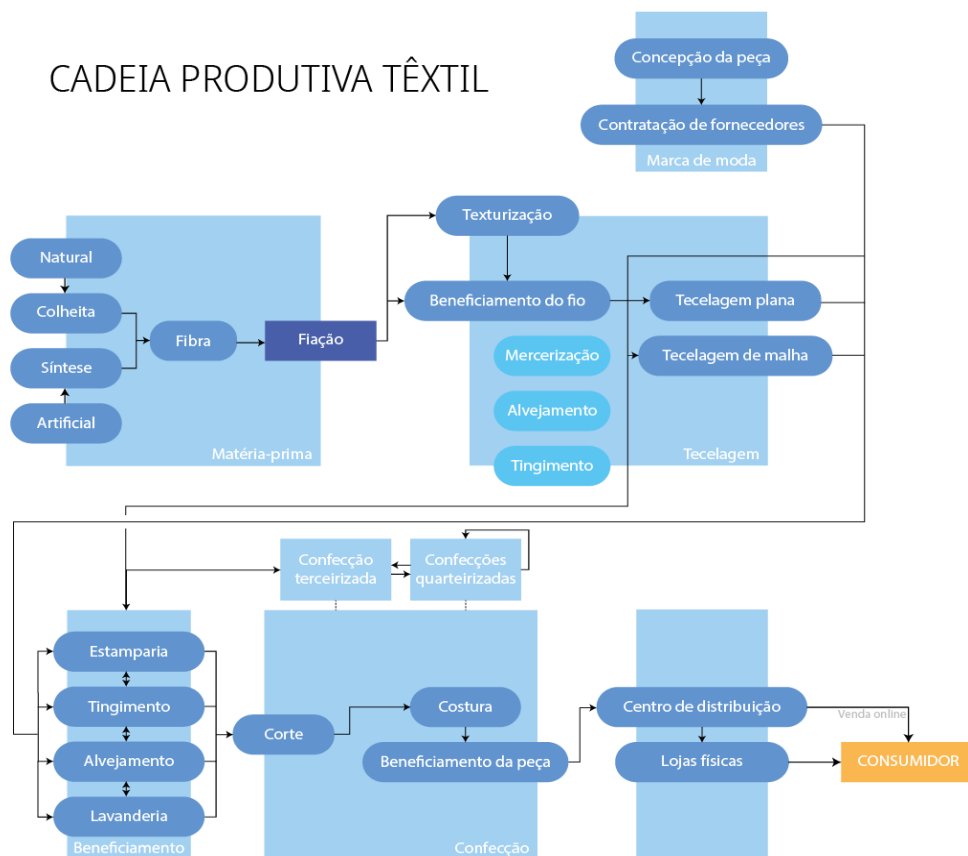 CADEIA PRODUTIVA TÊXTIL
Concepção da peça
Contratação de fornecedores
Marca de moda
Texturização
Natural
Colheita
Síntese
Artificial
Fibra
Fiação
Matéria-prima
Beneficiamento do fio
Mercerização
Alvejamento
Tingimento
Tecelagem plana
Tecelagem de malha
Tecelagem
Confecção
terceirizada
Confecções
quarteirizadas
Estamparia
Tingimento
Alvejamento
Lavanderia
Beneficiamento
Corte
Costura
Beneficiamento da peça
Confecção
Centro de distribuição
Venda online
Lojas físicas
CONSUMIDOR